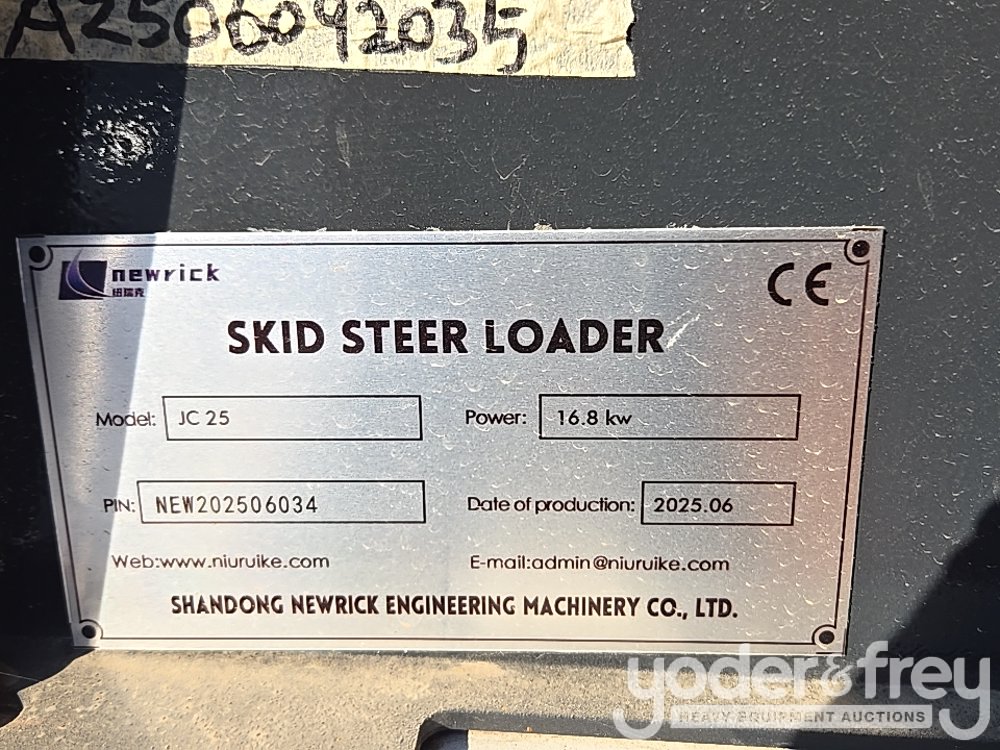 A2506092035
newrick
纽瑞克
CE
SKID STEER LOADER
Model: JC 25
Power: 16.8 kw
PIN: NEW202506034
Date of production: 2025.06
Web:www.niuruike.com
E-mail:admin@niuruike.com
SHANDONG NEWRICK ENGINEERING MACHINERY CO., LTD.
yoder&frey
HEAVY EQUIPMENT AUCTIONS